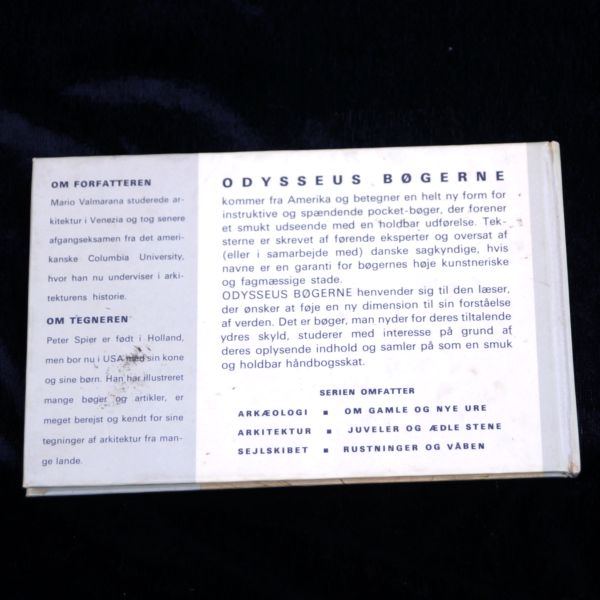 OM FORFATTEREN
Mario Valmarana studerede ar-
kitektur i Venezia og tog senere
afgangseksamen fra det ameri-
kanske Columbia University,
hvor han nu underviser i arki-
tekturens historie.
OM TEGNEREN
Peter Spier er født i Holland,
men bor nu i USA med sin kone
og sine børn. Han har illustreret
mange bøger og artikler, er
meget berejst og kendt for sine
tegninger af arkitektur fra man-
ge lande.
ODYSSEUS BØGERNE
kommer fra Amerika og betegner en helt ny form for
instruktive og spændende pocket-bøger, der forener
et smukt udseende med en holdbar udførelse. Tek-
sterne er skrevet af førende eksperter og oversat af
(eller i samarbejde med) danske sagkyndige, hvis
navne er en garanti for bøgernes høje kunstneriske
og fagmæssige stade.
ODYSSEUS BØGERNE henvender sig til den læser,
der ønsker at føje en ny dimension til sin forståelse
af verden. Det er bøger, man nyder for deres tiltalende
ydres skyld, studerer med interesse på grund af
deres oplysende indhold og samler på som en smuk
og holdbar håndbogsskat.
SERIEN OMFATTER
ARKÆOLOGI ■ OM GAMLE OG NYE URE
ARKITEKTUR ■ JUVELER OG ÆDLE STENE
SEJLSKIBET ■ RUSTNINGER OG VÅBEN